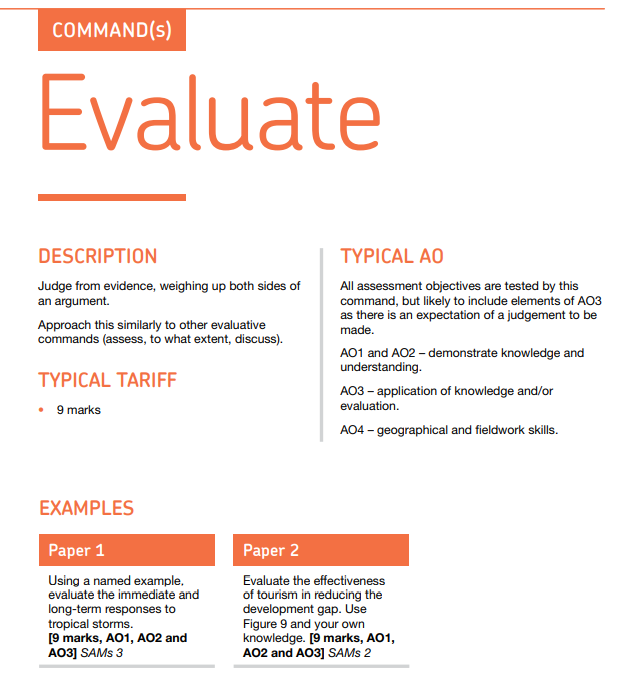 COMMAND(s)
Evaluate
DESCRIPTION
Judge from evidence, weighing up both sides of
an argument.
Approach this similarly to other evaluative
commands (assess, to what extent, discuss).
TYPICAL TARIFF
• 9 marks
TYPICAL AO
All assessment objectives are tested by this
command, but likely to include elements of AO3
as there is an expectation of a judgement to be
made.
AO1 and AO2 – demonstrate knowledge and
understanding.
AO3 – application of knowledge and/or
evaluation.
AO4 – geographical and fieldwork skills.
EXAMPLES
Paper 1
Using a named example,
evaluate the immediate and
long-term responses to
tropical storms.
[9 marks, AO1, AO2 and
AO3] SAMs 3
Paper 2
Evaluate the effectiveness
of tourism in reducing the
development gap. Use
Figure 9 and your own
knowledge. [9 marks, AO1,
AO2 and AO3] SAMs 2